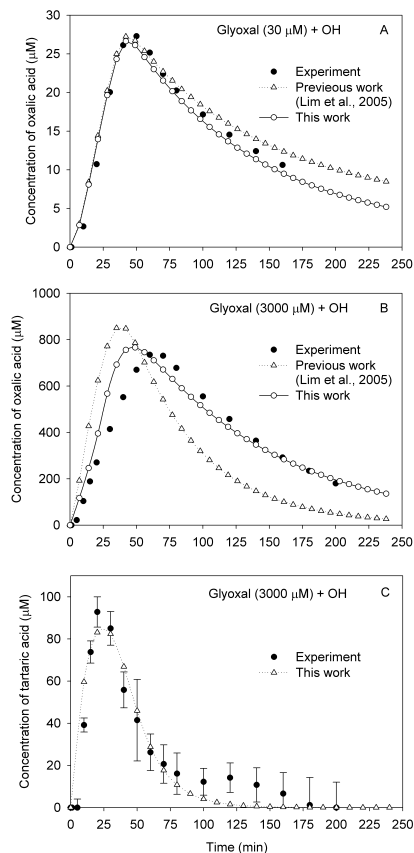 Glyoxal (30 µM) + OH A
Experiment
Previeous work
(Lim et al., 2005)
This work
Concentration of oxalic acid (µM)
30
25
20
15
10
5
0
0 25 50 75 100 125 150 175 200 225 250
Glyoxal (3000 µM) + OH B
Experiment
Previous work
(Lim et al., 2005)
This work
Concentration of oxalic acid (µM)
1000
800
600
400
200
0
0 25 50 75 100 125 150 175 200 225 250
Glyoxal (3000 µM) + OH C
Experiment
This work
Concentration of tartaric acid (µM)
100
80
60
40
20
0
0 25 50 75 100 125 150 175 200 225 250
Time (min)